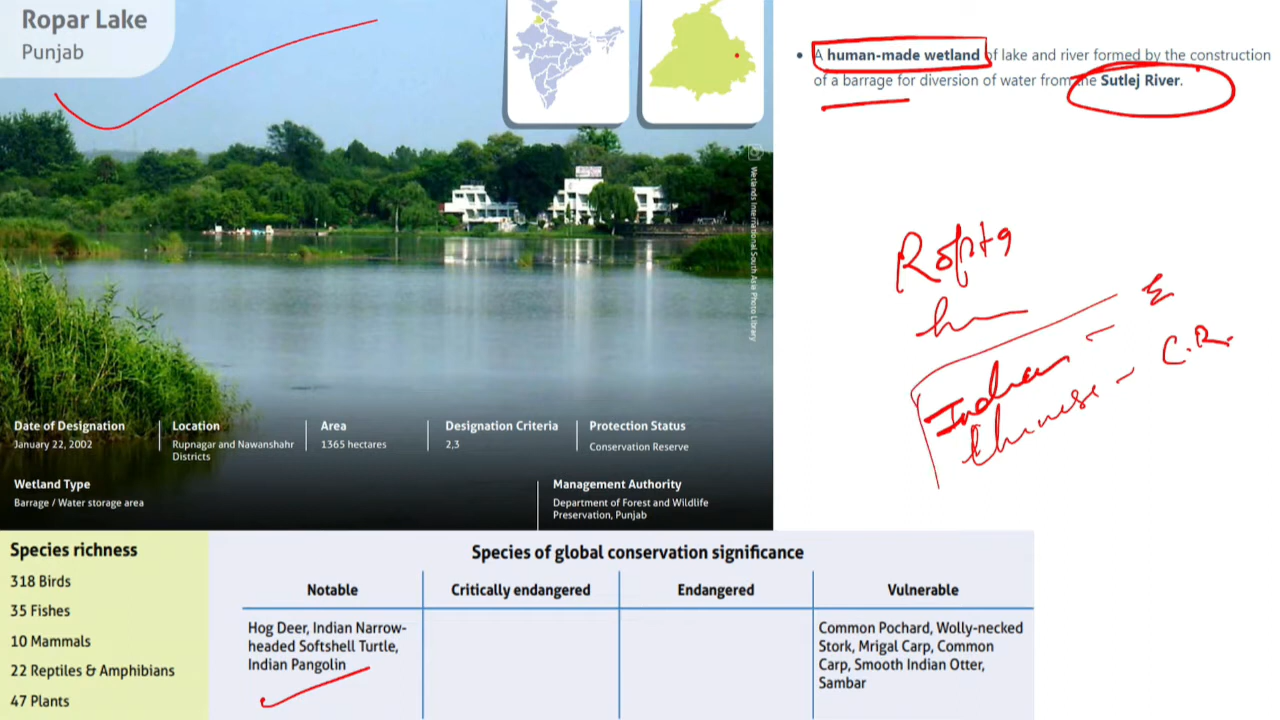 Ropar Lake
Punjab
• A human-made wetland of lake and river formed by the construction
of a barrage for diversion of water from the Sutlej River.
Wetlands International South Asia Photo Library
Indian - E
Chinese - C.R.
Date of Designation
January 22, 2002
Location
Rupnagar and Nawanshahr
Districts
Area
1365 hectares
Designation Criteria
2,3
Protection Status
Conservation Reserve
Wetland Type
Barrage / Water storage area
Management Authority
Department of Forest and Wildlife
Preservation, Punjab
Species richness
318 Birds
35 Fishes
10 Mammals
22 Reptiles & Amphibians
47 Plants
Species of global conservation significance
Notable
Critically endangered
Endangered
Vulnerable
Hog Deer, Indian Narrow-
headed Softshell Turtle,
Indian Pangolin
Common Pochard, Wolly-necked
Stork, Mrigal Carp, Common
Carp, Smooth Indian Otter,
Sambar